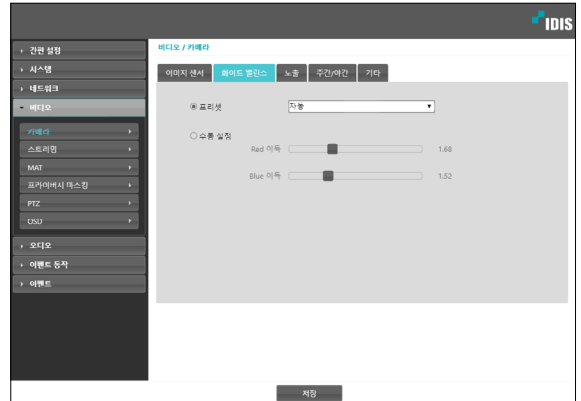 IDIS
간편 설정
시스템
네트워크
비디오
카메라
스트리밍
MAT
프라이버시 마스킹
PTZ
OSD
오디오
이벤트 동작
이벤트
비디오 / 카메라
이미지 센서 화이트 밸런스 노출 주간/야간 기타
프리셋 자동
수동 설정
Red 이득 1.68
Blue 이득 1.52
저장